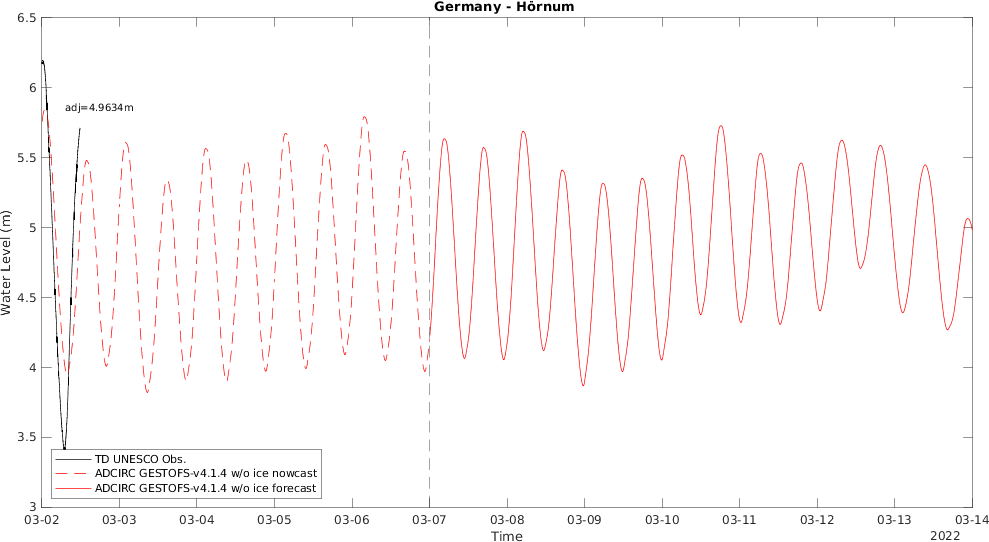 Germany - Hörnum
6.5
6
5.5
5
4.5
4
3.5
3
Water Level (m)
adj=4.9634m
TD UNESCO Obs.
ADCIRC GESTOFS-v4.1.4 w/o ice nowcast
ADCIRC GESTOFS-v4.1.4 w/o ice forecast
03-02 03-03 03-04 03-05 03-06 03-07 03-08 03-09 03-10 03-11 03-12 03-13 03-14
Time
2022